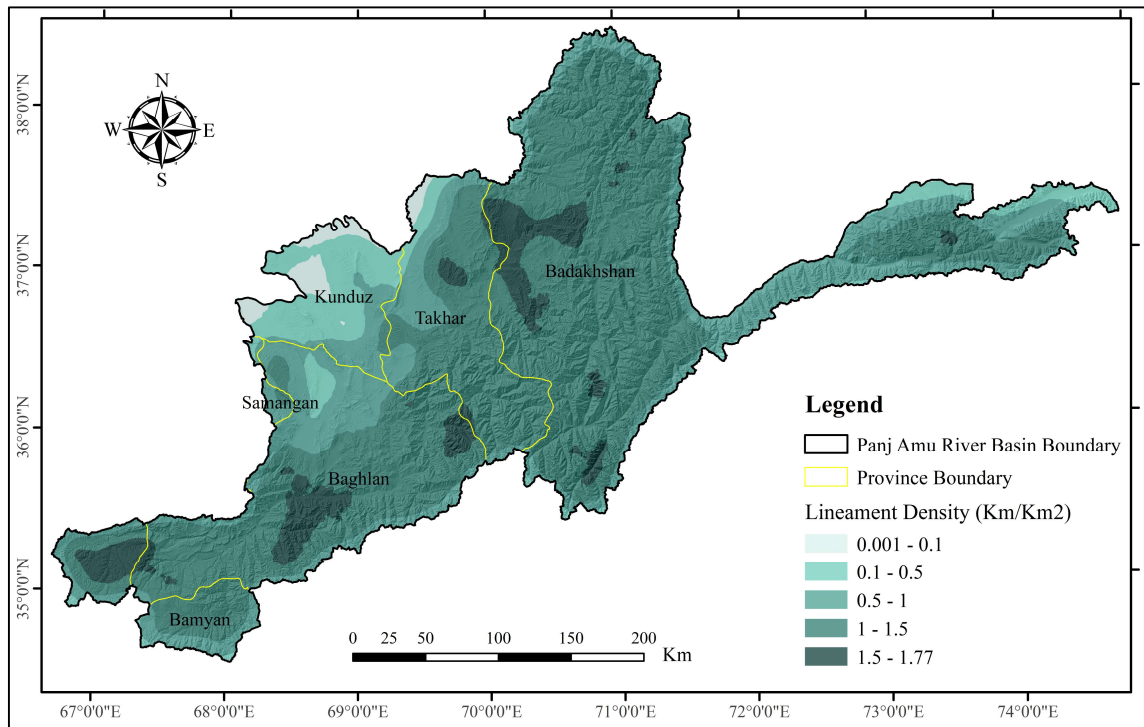 N
W E
S
38°0'0"N
37°0'0"N
36°0'0"N
35°0'0"N
Badakhshan
Kunduz
Takhar
Samangan
Baghlan
Bamyan
Legend
Panj Amu River Basin Boundary
Province Boundary
Lineament Density (Km/Km2)
0.001 - 0.1
0.1 - 0.5
0.5 - 1
1 - 1.5
1.5 - 1.77
0 25 50 100 150 200
Km
67°0'0"E 68°0'0"E 69°0'0"E 70°0'0"E 71°0'0"E 72°0'0"E 73°0'0"E 74°0'0"E